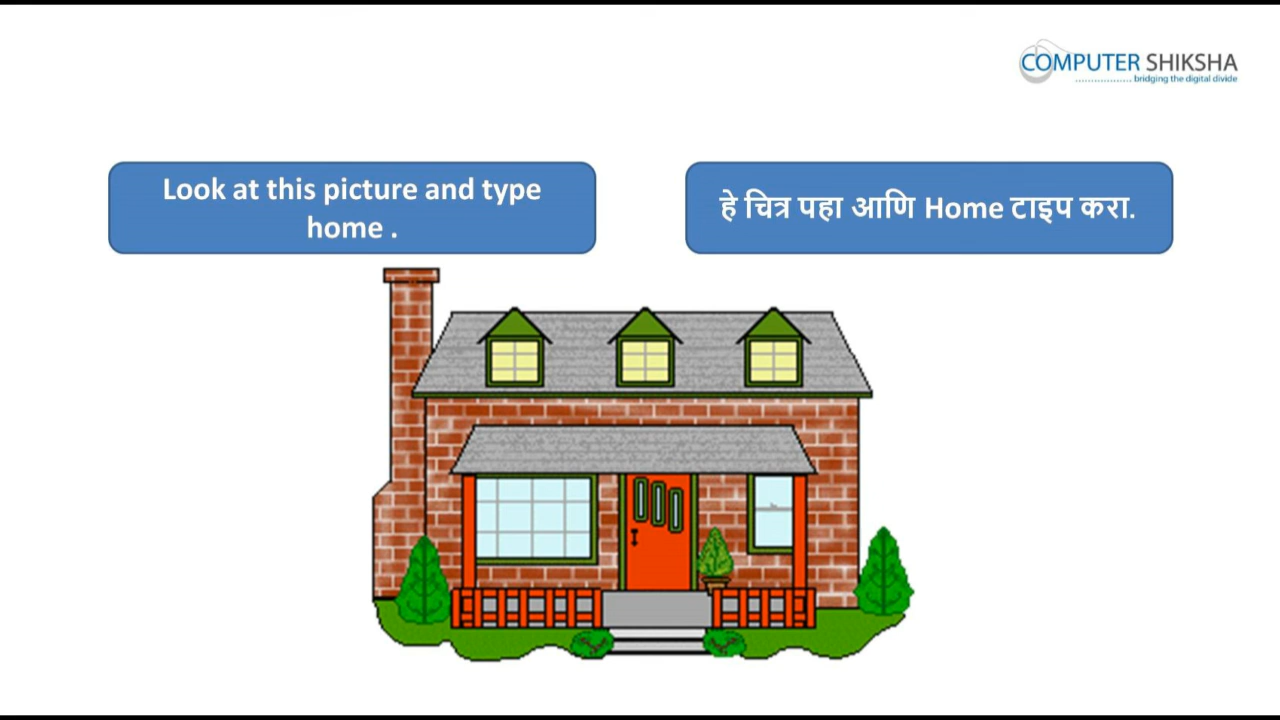 COMPUTER SHIKSHA
bridging the digital divide
Look at this picture and type
home .
हे चित्र पहा आणि Home टाइप करा.